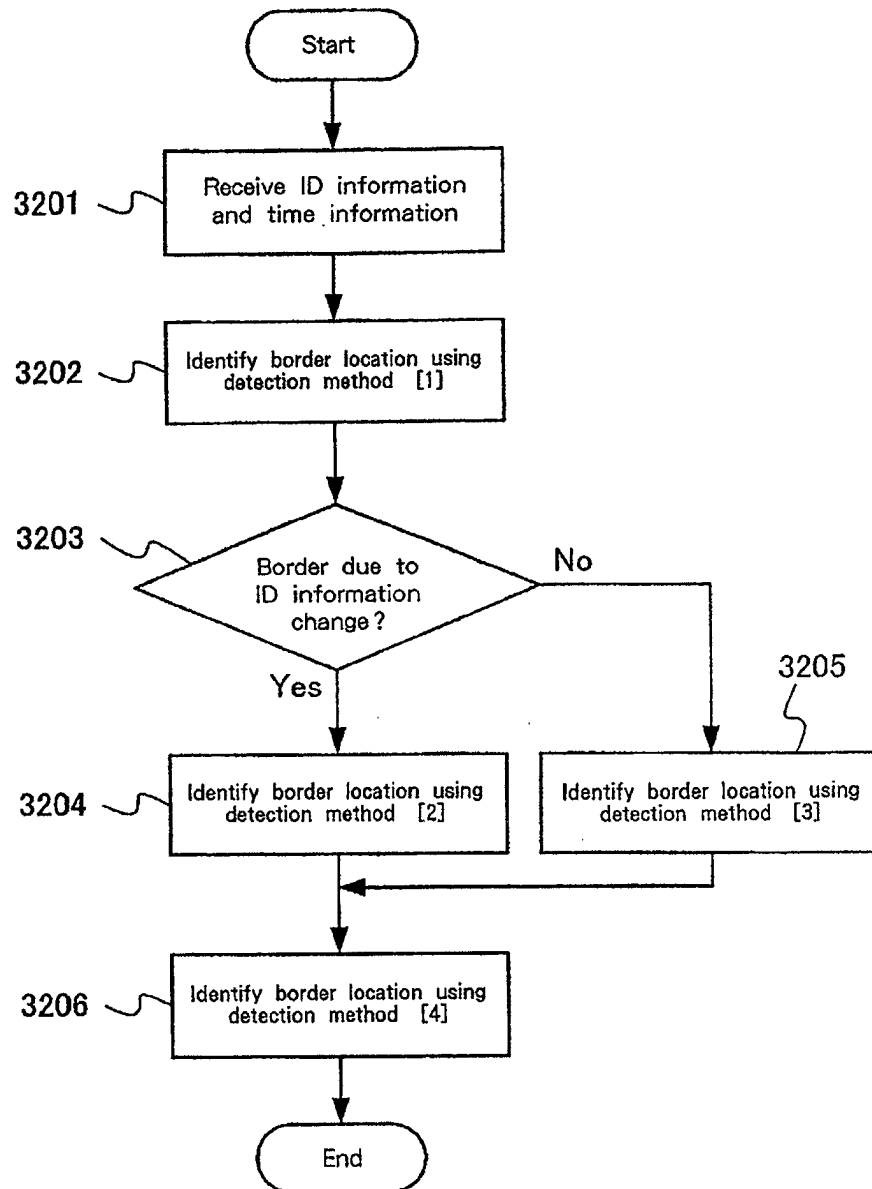 Start
3201
Receive ID information
and time information
3202
Identify border location using
detection method [1]
3203
Border due to
ID information
change?
No
Yes
3205
3204
Identify border location using
detection method [2]
Identify border location using
detection method [3]
3206
Identify border location using
detection method [4]
End